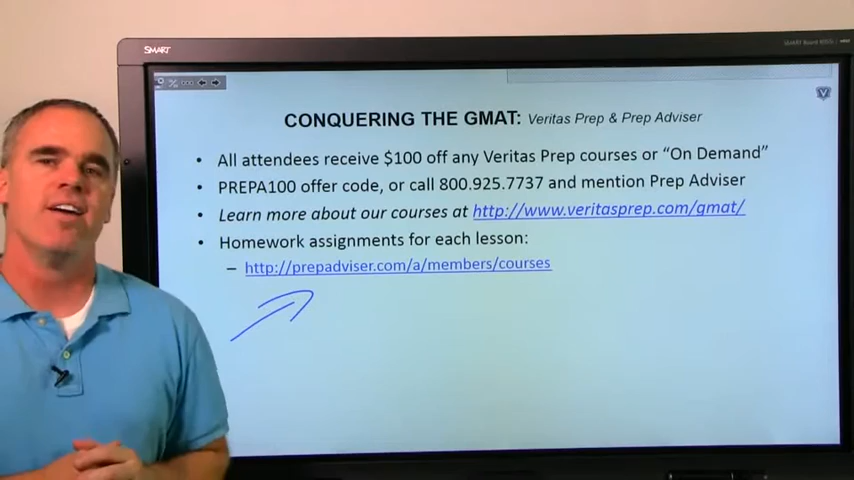 SMART
CONQUERING THE GMAT: Veritas Prep & Prep Adviser
• All attendees receive $100 off any Veritas Prep courses or “On Demand”
• PREPA100 offer code, or call 800.925.7737 and mention Prep Adviser
• Learn more about our courses at http://www.veritasprep.com/gmat/
• Homework assignments for each lesson:
– http://prepadviser.com/a/members/courses